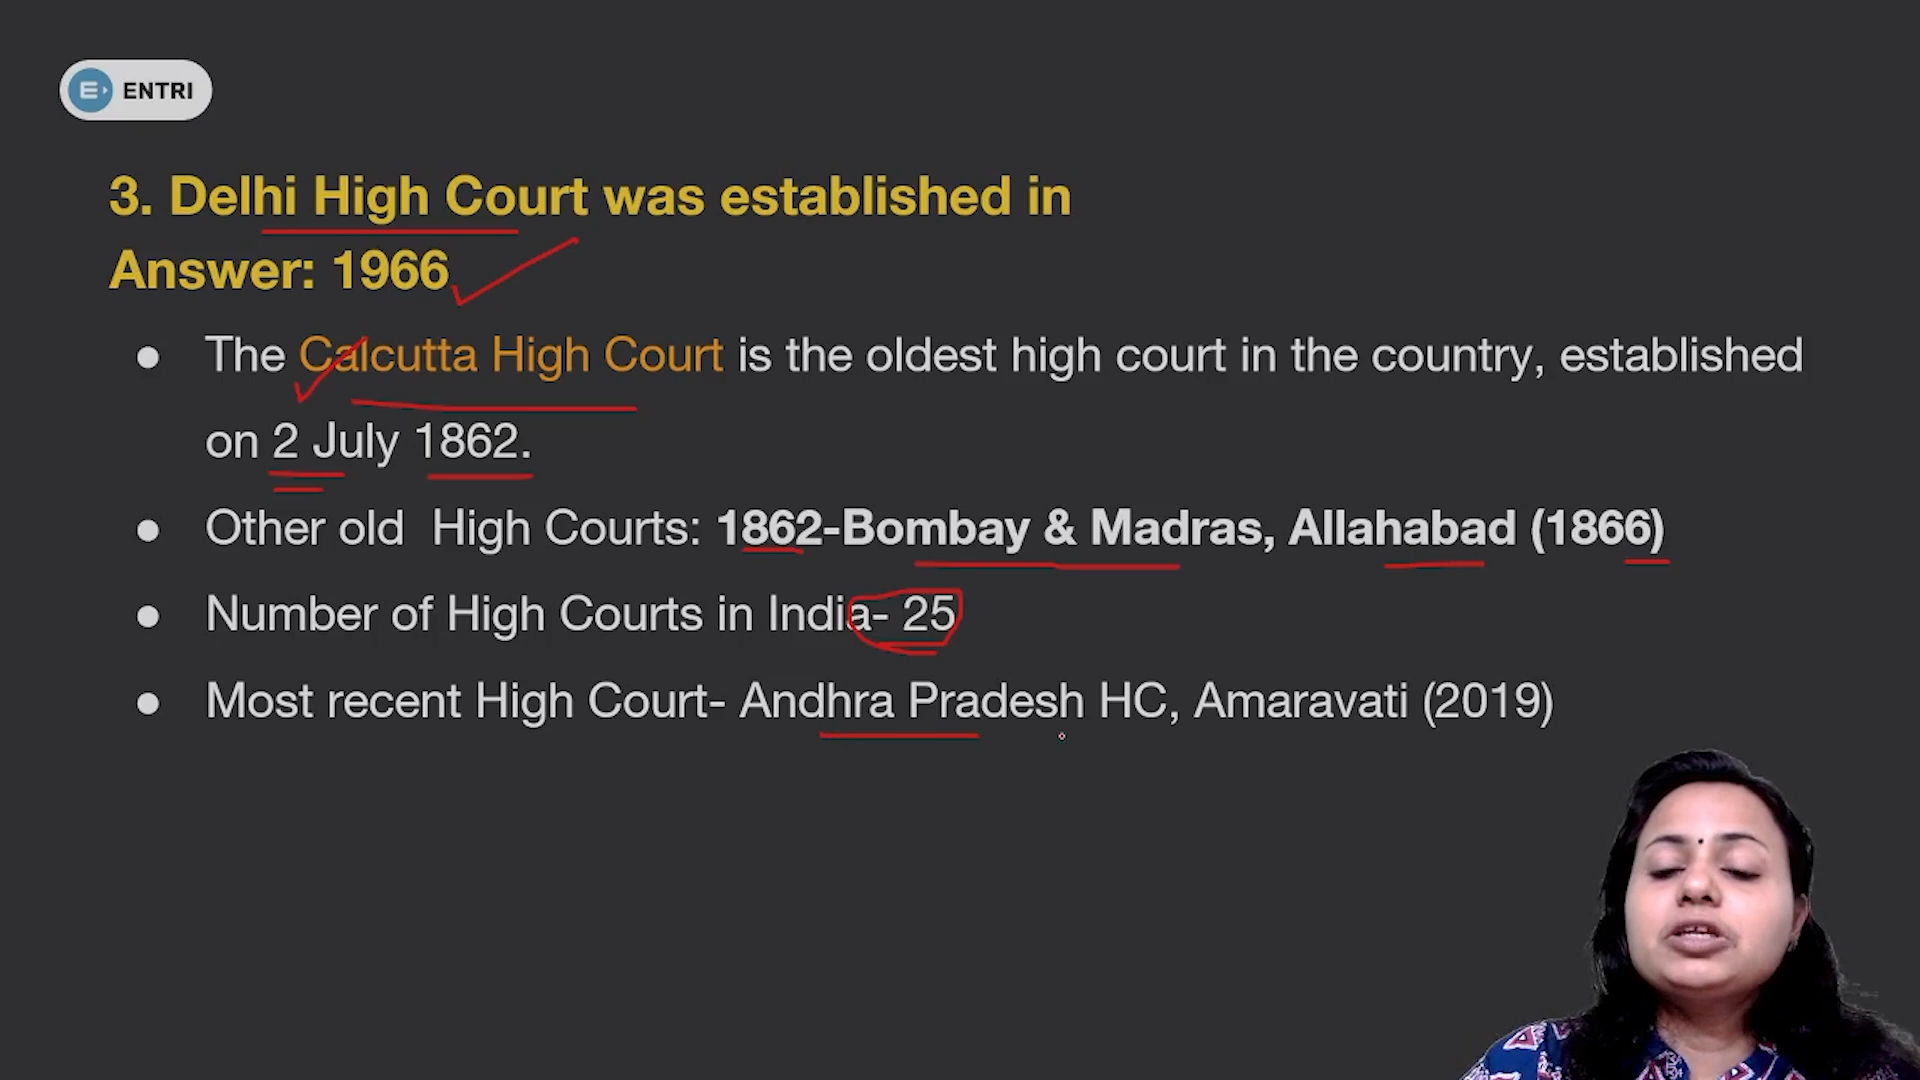 ENTRI
3. Delhi High Court was established in
Answer: 1966
● The Calcutta High Court is the oldest high court in the country, established
on 2 July 1862.
● Other old High Courts: 1862-Bombay & Madras, Allahabad (1866)
● Number of High Courts in India- 25
● Most recent High Court- Andhra Pradesh HC, Amaravati (2019)